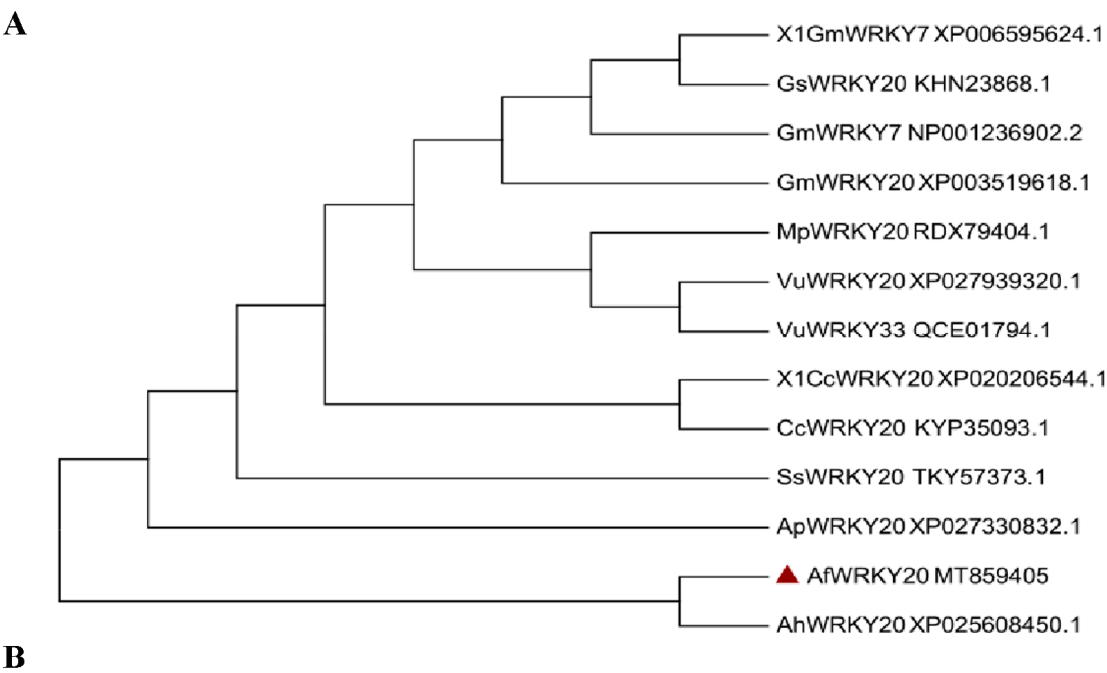 A
X1GmWRKY7 XP006595624.1
GsWRKY20 KHN23868.1
GmWRKY7 NP001236902.2
GmWRKY20 XP003519618.1
MpWRKY20 RDX79404.1
VuWRKY20 XP027939320.1
VuWRKY33 QCE01794.1
X1CcWRKY20 XP020206544.1
CcWRKY20 KYP35093.1
SsWRKY20 TKY57373.1
ApWRKY20 XP027330832.1
AfWRKY20 MT859405
AhWRKY20 XP025608450.1
B